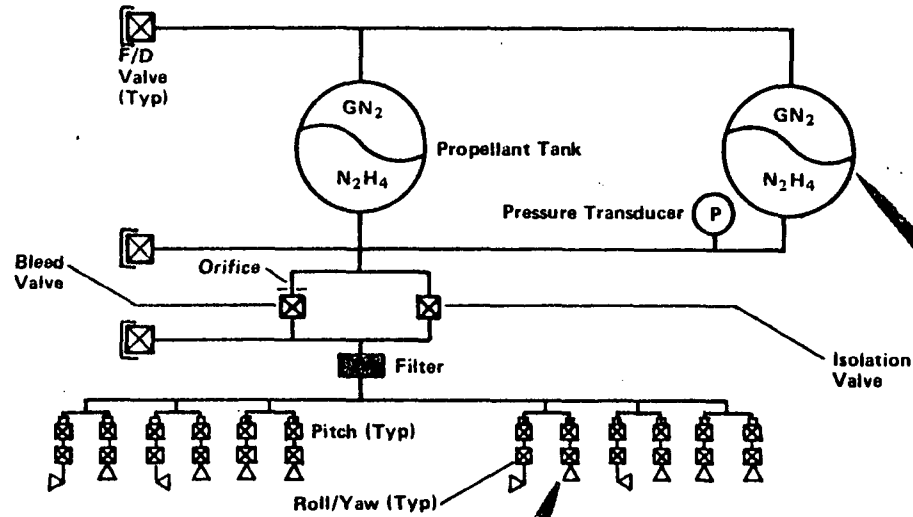 F/D
Valve
(Typ)
GN2
N2H4
Propellant Tank
GN2
N2H4
Pressure Transducer
P
Bleed
Valve
Orifice
Isolation
Valve
Filter
Pitch (Typ)
Roll/Yaw (Typ)